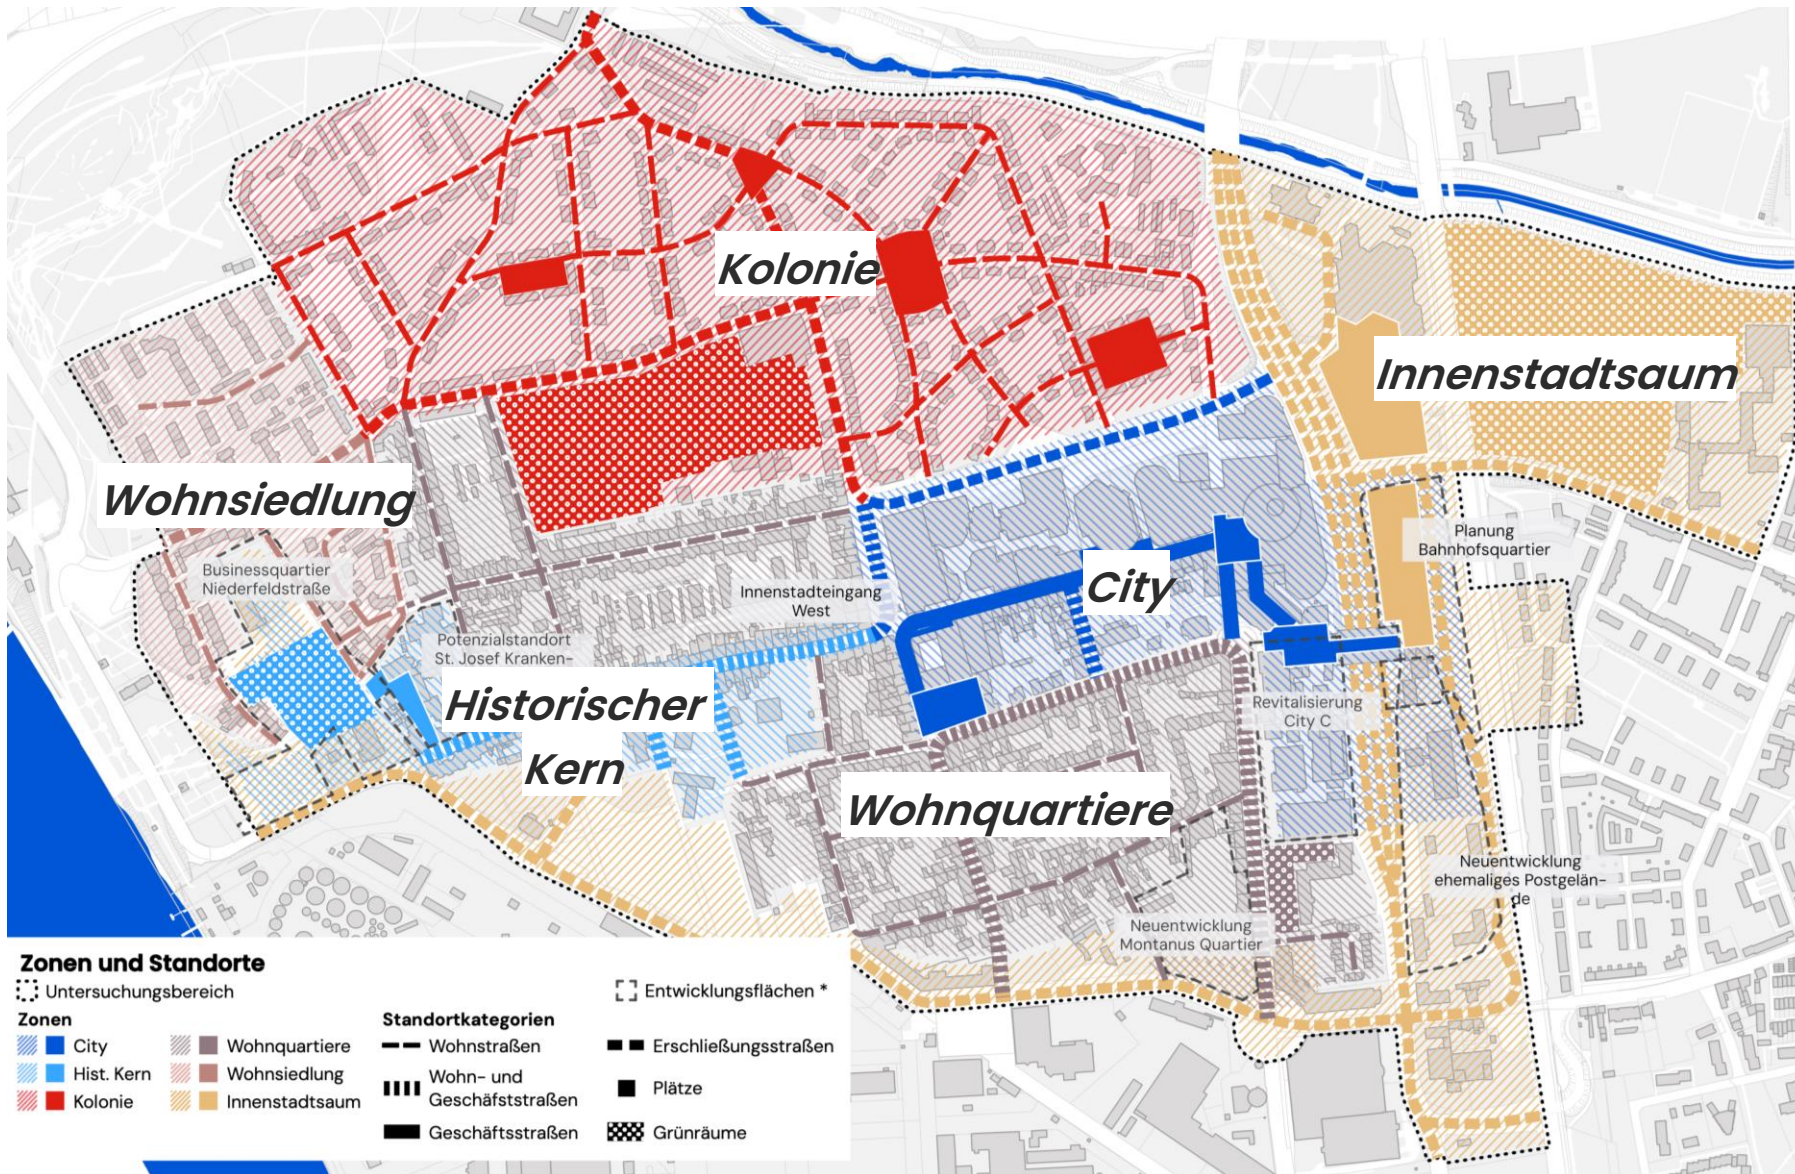 Kolonie
Innenstadtsaum
Wohnsiedlung
Planung
Bahnhofsquartier
Businessquartier
Niederfeldstraße
City
Innenstadteingang
West
Potenzialstandort
St. Josef Kranken-
Historischer
Kern
Revitalisierung
City C
Wohnquartiere
Neuentwicklung
ehemaliges Postgelän-
de
Neuentwicklung
Montanus Quartier
Zonen und Standorte
Untersuchungsbereich
Entwicklungsflächen *
Zonen
City
Hist. Kern
Kolonie
Wohnquartiere
Wohnsiedlung
Innenstadtsaum
Standortkategorien
Wohnstraßen
Wohn- und
Geschäfststraßen
Geschäftsstraßen
Erschließungsstraßen
Plätze
Grünräume